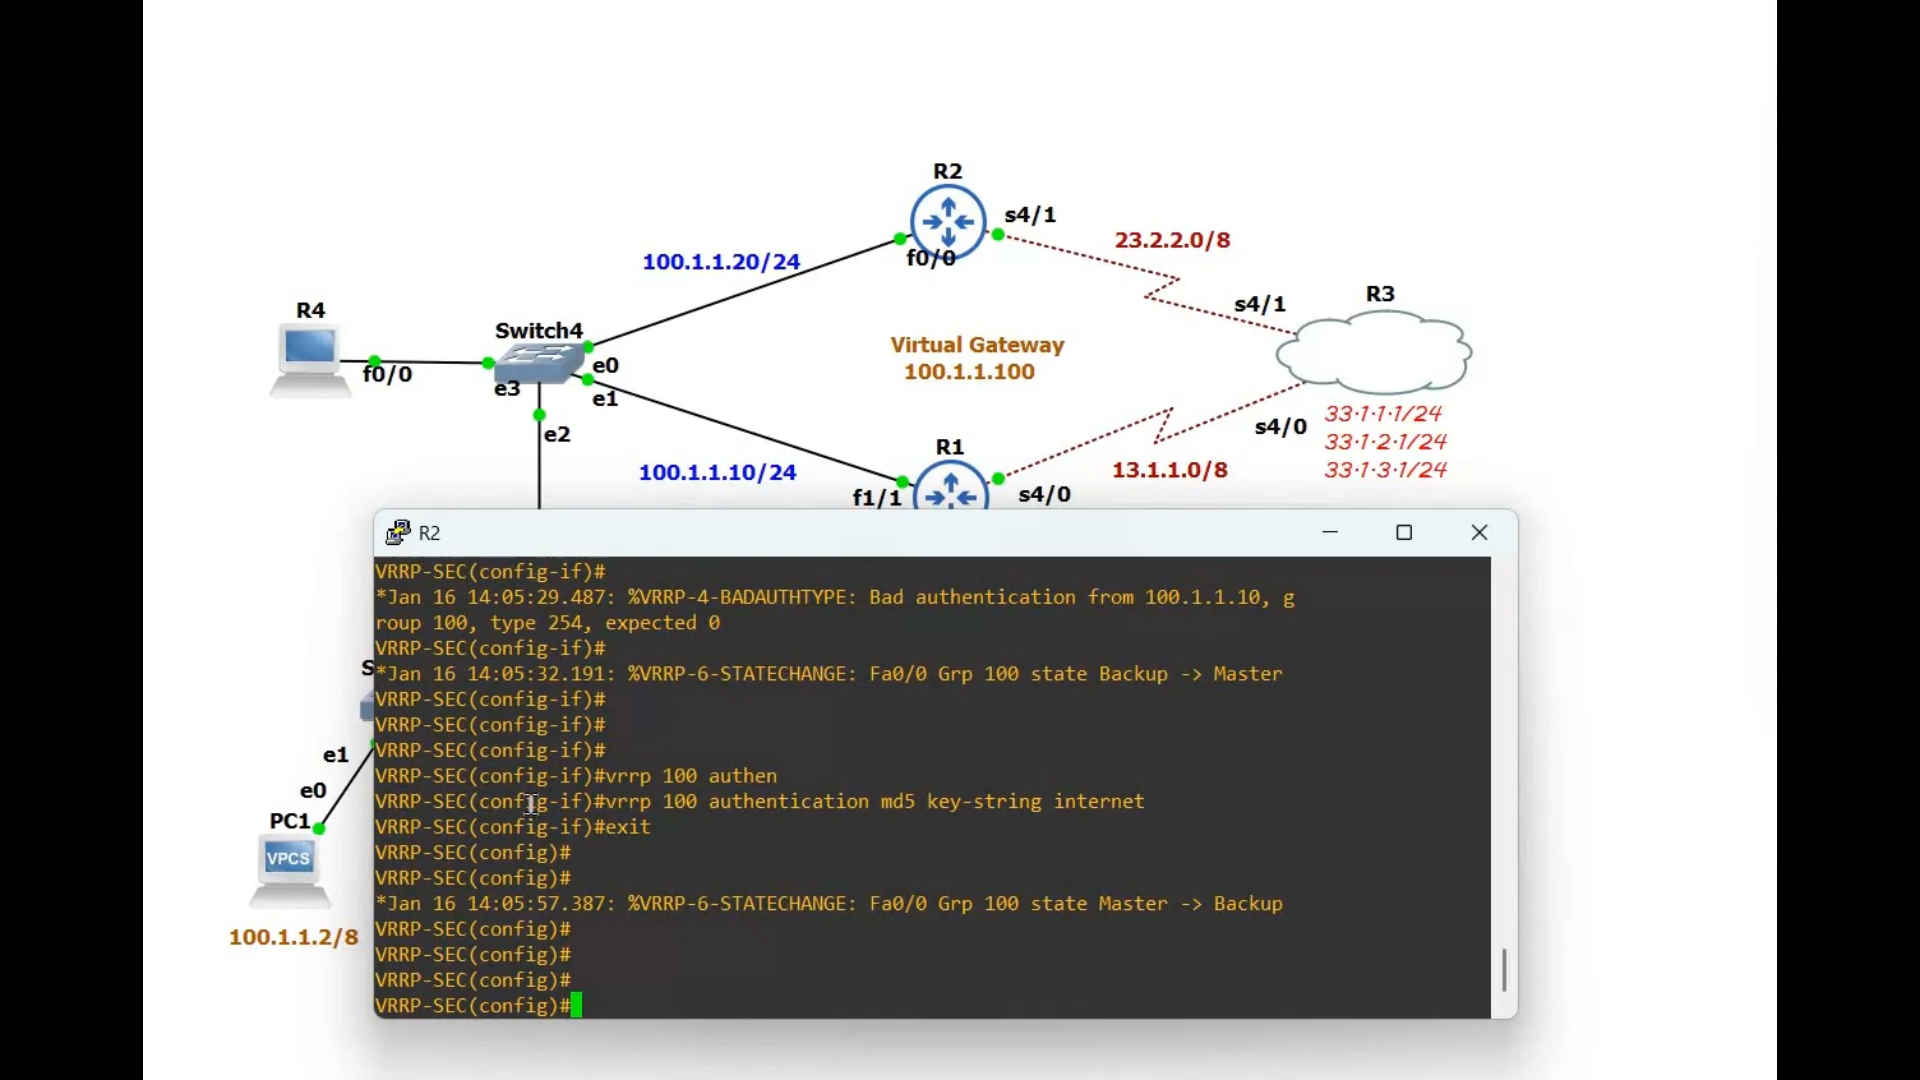 R2
s4/1
23.2.2.0/8
100.1.1.20/24
f0/0
R3
s4/1
R4
Switch4
Virtual Gateway
100.1.1.100
e0
f0/0
e3
e1
e2
33·1·1·1/24
s4/0
33·1·2·1/24
R1
100.1.1.10/24
13.1.1.0/8
33·1·3·1/24
f1/1
s4/0
R2
VRRP-SEC(config-if)#
*Jan 16 14:05:29.487: %VRRP-4-BADAUTHTYPE: Bad authentication from 100.1.1.10, g
roup 100, type 254, expected 0
VRRP-SEC(config-if)#
*Jan 16 14:05:32.191: %VRRP-6-STATECHANGE: Fa0/0 Grp 100 state Backup -> Master
VRRP-SEC(config-if)#
VRRP-SEC(config-if)#
VRRP-SEC(config-if)#
VRRP-SEC(config-if)#vrrp 100 authen
VRRP-SEC(config-if)#vrrp 100 authentication md5 key-string internet
VRRP-SEC(config-if)#exit
VRRP-SEC(config)#
VRRP-SEC(config)#
*Jan 16 14:05:57.387: %VRRP-6-STATECHANGE: Fa0/0 Grp 100 state Master -> Backup
VRRP-SEC(config)#
VRRP-SEC(config)#
VRRP-SEC(config)#
VRRP-SEC(config)#
S
e1
e0
PC1
VPCS
100.1.1.2/8